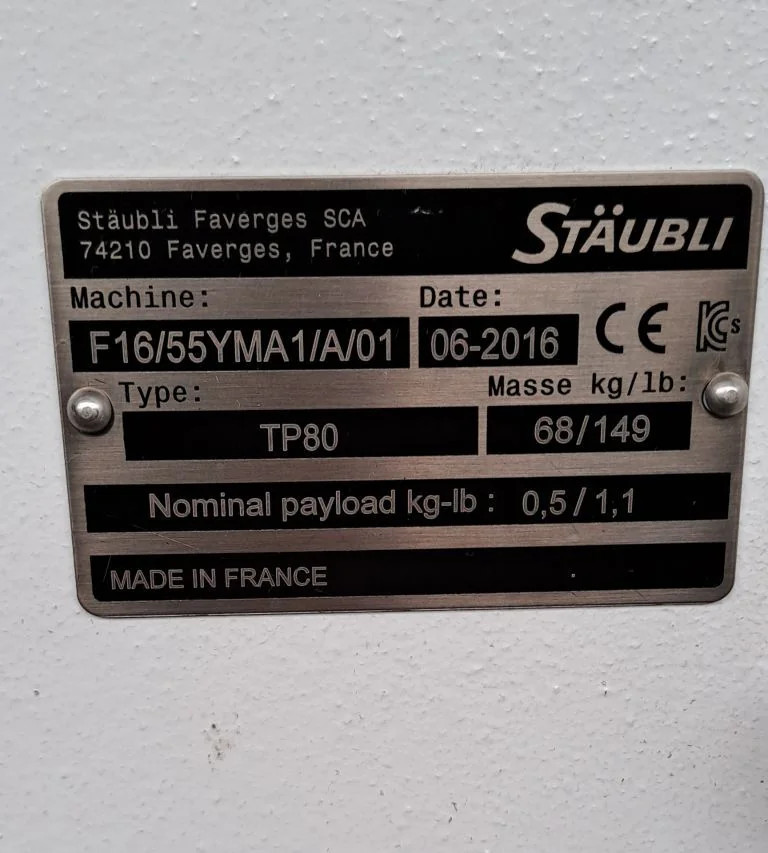 Stäubli Faverges SCA
74210 Faverges, France
STÄUBLI
Machine: Date:
F16/55YMA1/A/01 06-2016 CE KCs
Type: Masse kg/lb:
TP80 68/149
Nominal payload kg-lb : 0,5/1,1
MADE IN FRANCE